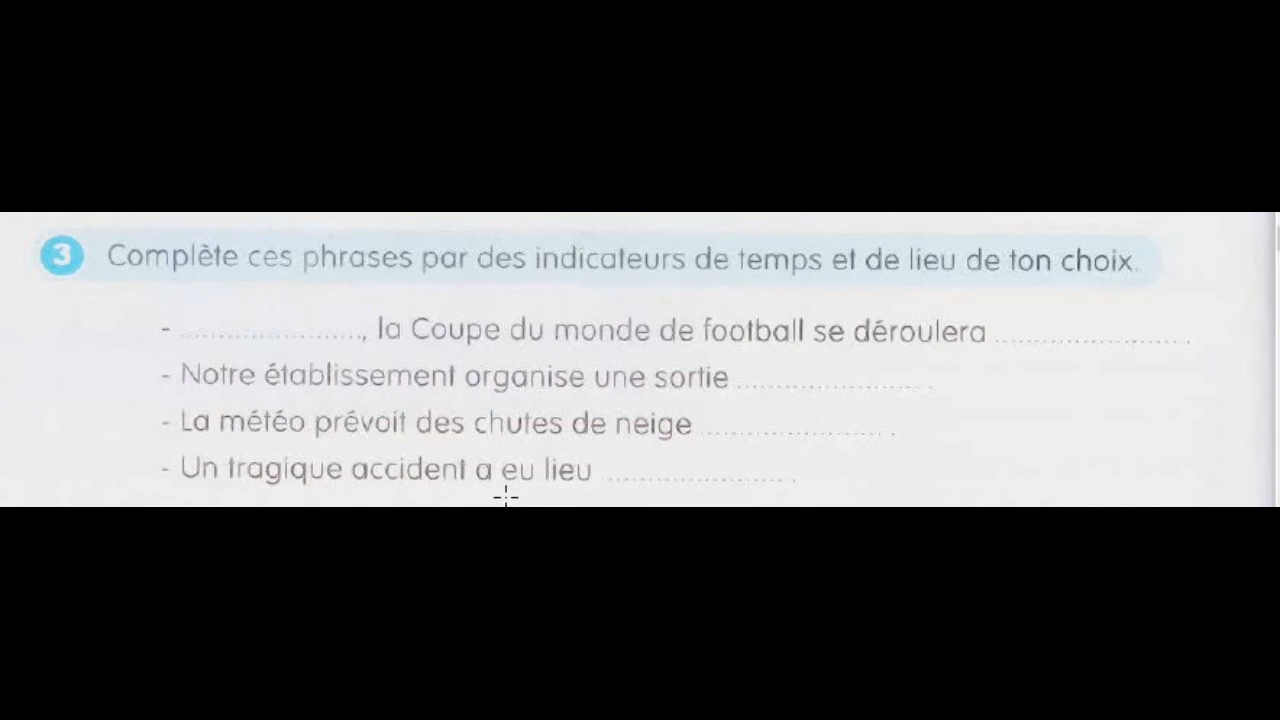 3 Complète ces phrases par des indicateurs de temps et de lieu de ton choix.
- ......................, la Coupe du monde de football se déroulera ...................... .
- Notre établissement organise une sortie ...................... .
- La météo prévoit des chutes de neige ...................... .
- Un tragique accident a eu lieu ...................... .